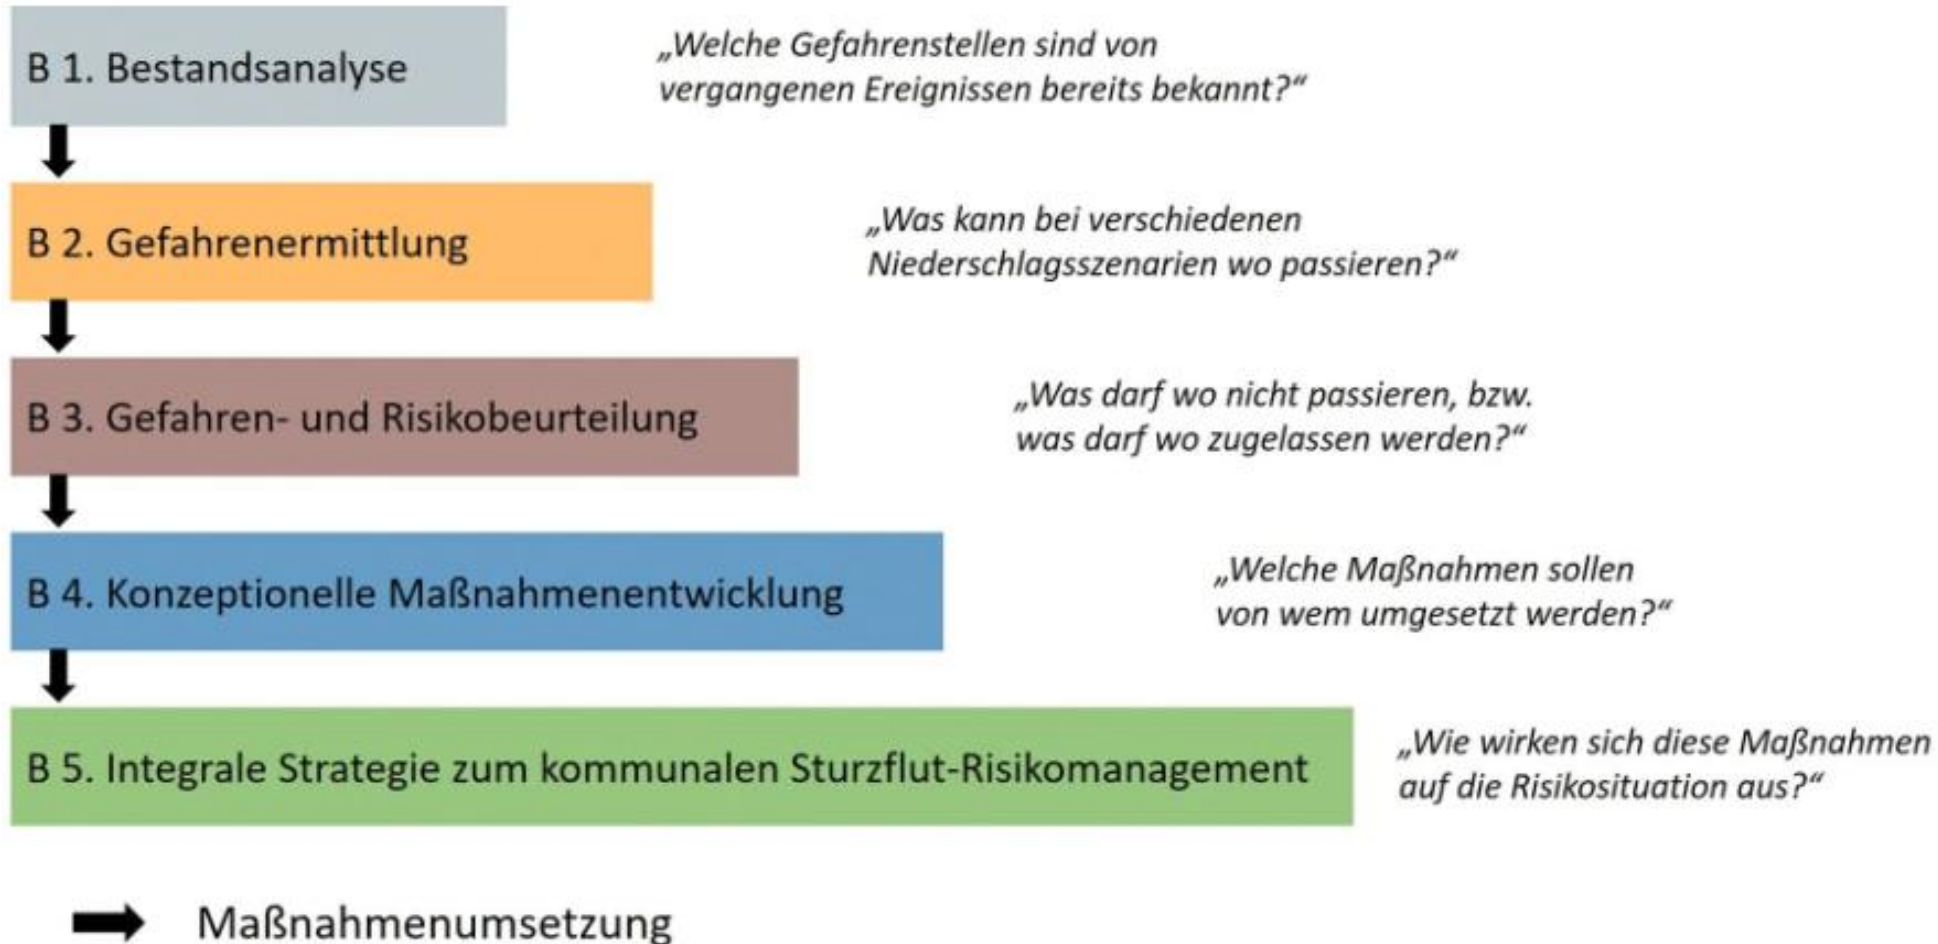 B 1. Bestandsanalyse
„Welche Gefahrenstellen sind von
vergangenen Ereignissen bereits bekannt?“
B 2. Gefahrenermittlung
„Was kann bei verschiedenen
Niederschlagsszenarien wo passieren?“
B 3. Gefahren- und Risikobeurteilung
„Was darf wo nicht passieren, bzw.
was darf wo zugelassen werden?“
B 4. Konzeptionelle Maßnahmenentwicklung
„Welche Maßnahmen sollen
von wem umgesetzt werden?“
B 5. Integrale Strategie zum kommunalen Sturzflut-Risikomanagement
„Wie wirken sich diese Maßnahmen
auf die Risikosituation aus?“
Maßnahmenumsetzung